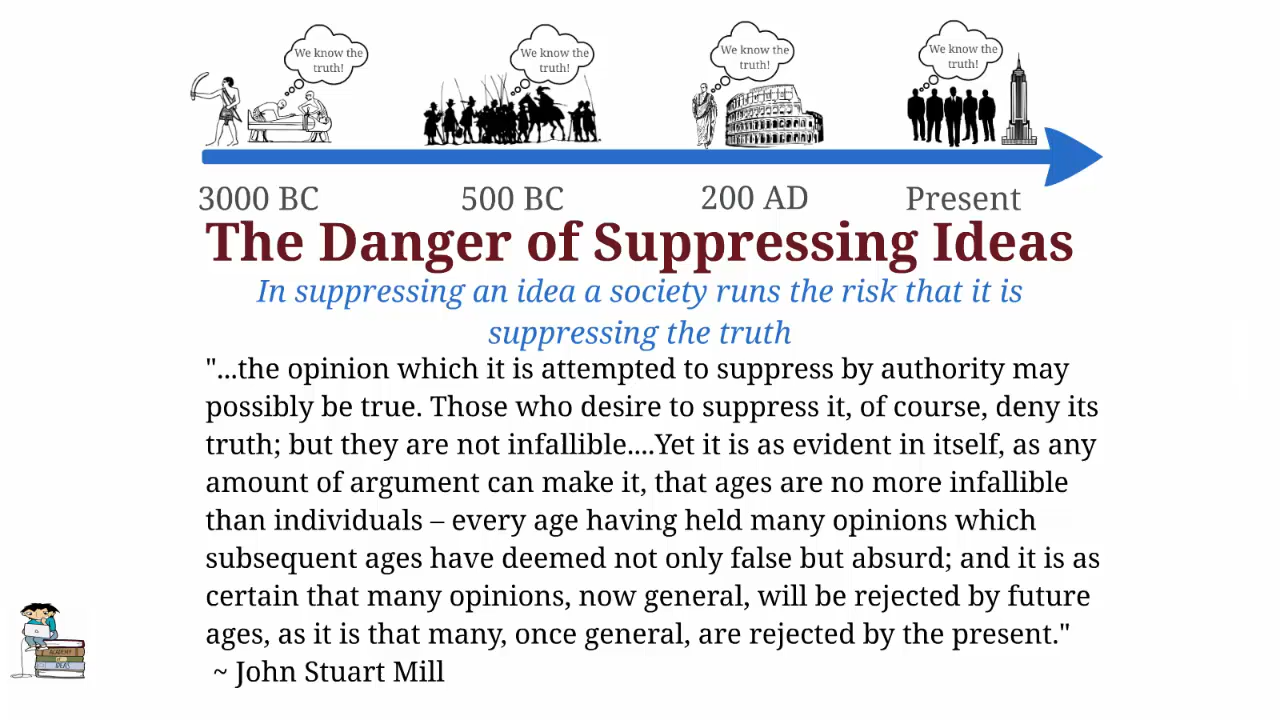 We know the
truth!
We know the
truth!
We know the
truth!
We know the
truth!
3000 BC
500 BC
200 AD
Present
The Danger of Suppressing Ideas
In suppressing an idea a society runs the risk that it is
suppressing the truth
"...the opinion which it is attempted to suppress by authority may
possibly be true. Those who desire to suppress it, of course, deny its
truth; but they are not infallible....Yet it is as evident in itself, as any
amount of argument can make it, that ages are no more infallible
than individuals – every age having held many opinions which
subsequent ages have deemed not only false but absurd; and it is as
certain that many opinions, now general, will be rejected by future
ages, as it is that many, once general, are rejected by the present."
~ John Stuart Mill
ACADEMY
OF
IDEAS